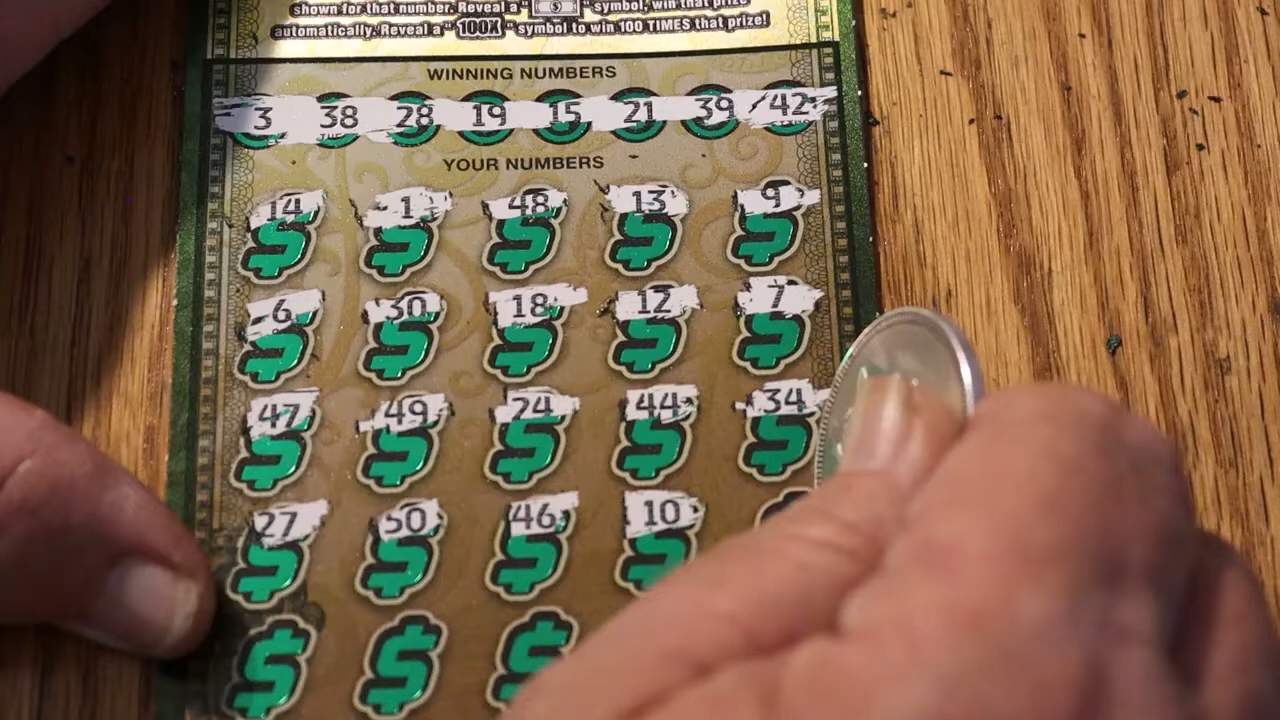 shown for that number. Reveal a " $ " symbol, win that prize
automatically. Reveal a "100X" symbol to win 100 TIMES that prize!
WINNING NUMBERS
3 38 28 19 15 21 39 42
YOUR NUMBERS
14 1 48 13 9
$ $ $ $ $
6 30 18 12 7
$ $ $ $ $
47 49 24 44 34
$ $ $ $ $
27 50 46 10
$ $ $ $
$ $ $